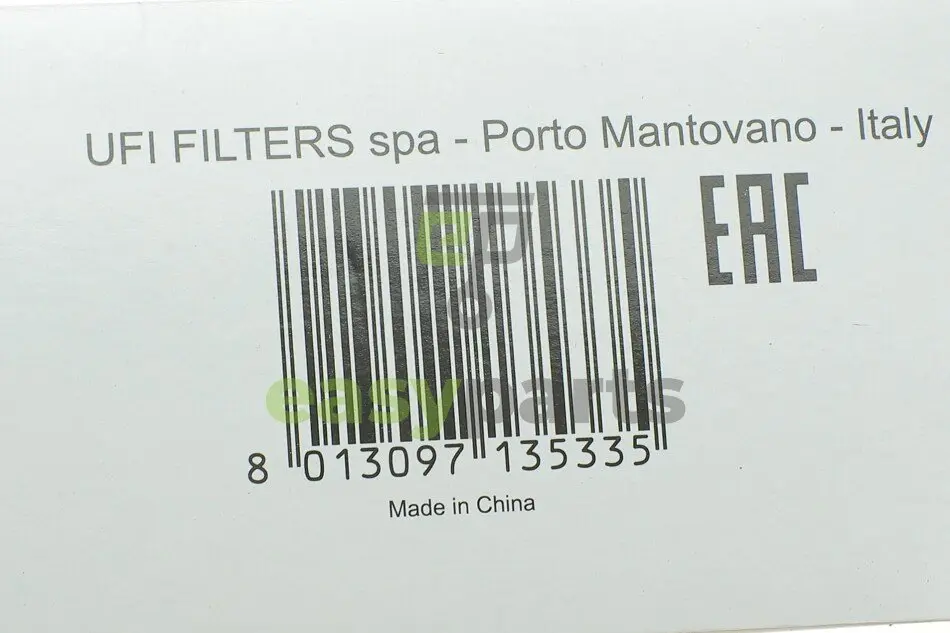 UFI FILTERS spa - Porto Mantovano - Italy
EAC
easyparts
8 013097 135335
Made in China